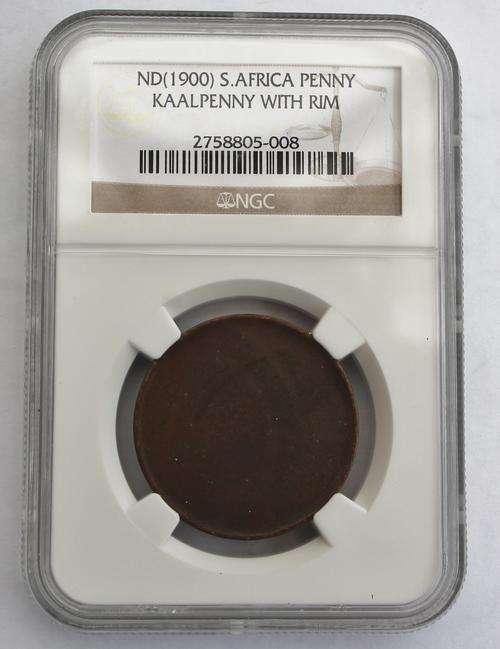 ND(1900) S.AFRICA PENNY
KAALPENNY WITH RIM
2758805-008
NGC